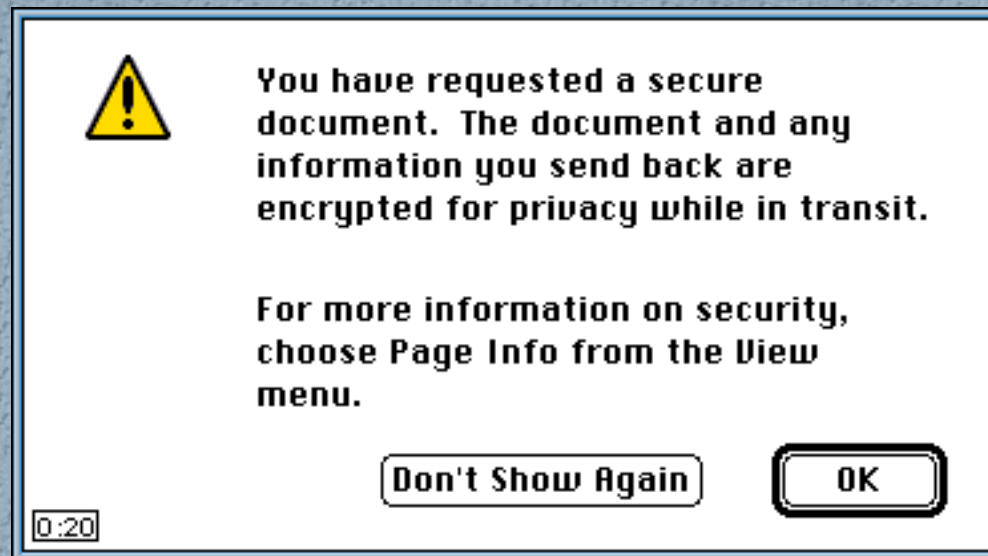 You have requested a secure
document.  The document and any
information you send back are
encrypted for privacy while in transit.
For more information on security,
choose Page Info from the View
menu.
Don't Show Again
OK
0:20